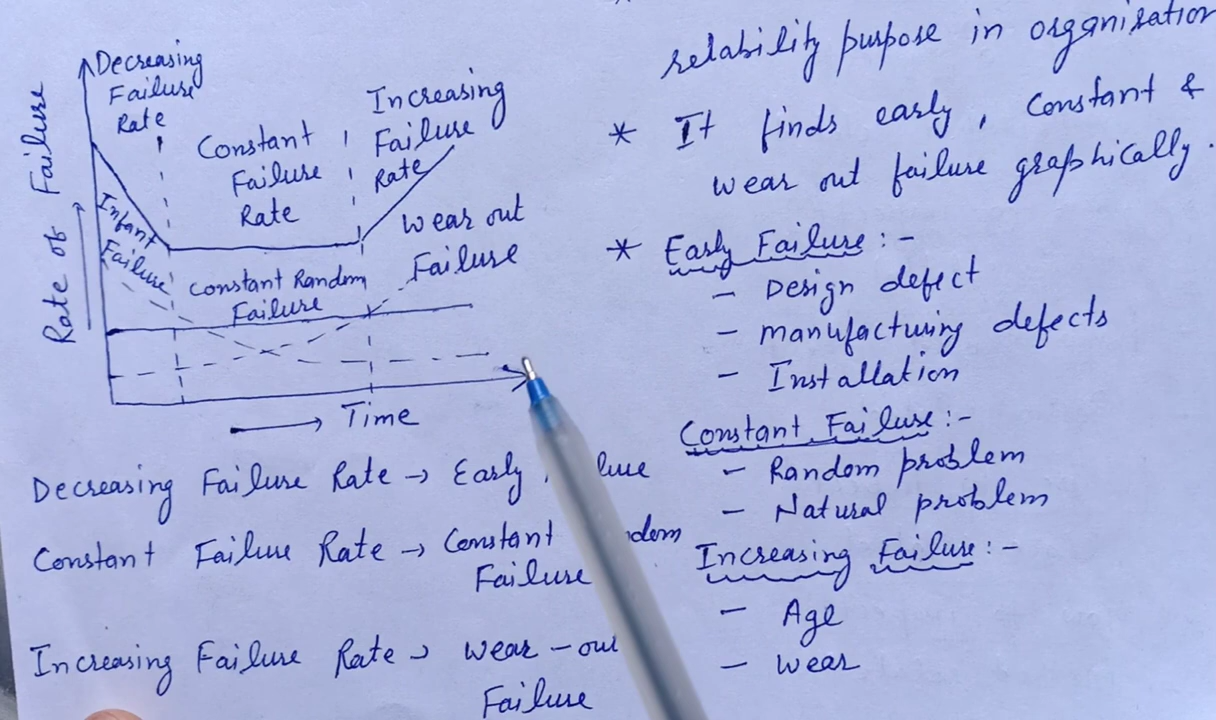 Decreasing
Failure
Rate
Constant
Failure
Rate
Increasing
Failure
Rate
Rate of Failure
Infant
Failure
Constant Random
Failure
Wear out
Failure
Time
Decreasing Failure Rate → Early
Constant Failure Rate → Constant
Failure
Increasing Failure Rate → Wear-
Failure
relability purpose in organisation
* It finds early, Constant &
wear out failure graphically.
* Early Failure :-
- Design defect
- manufacturing defects
- Installation
Constant Failure :-
- Random problem
- Natural problem
Increasing Failure :-
- Age
- Wear